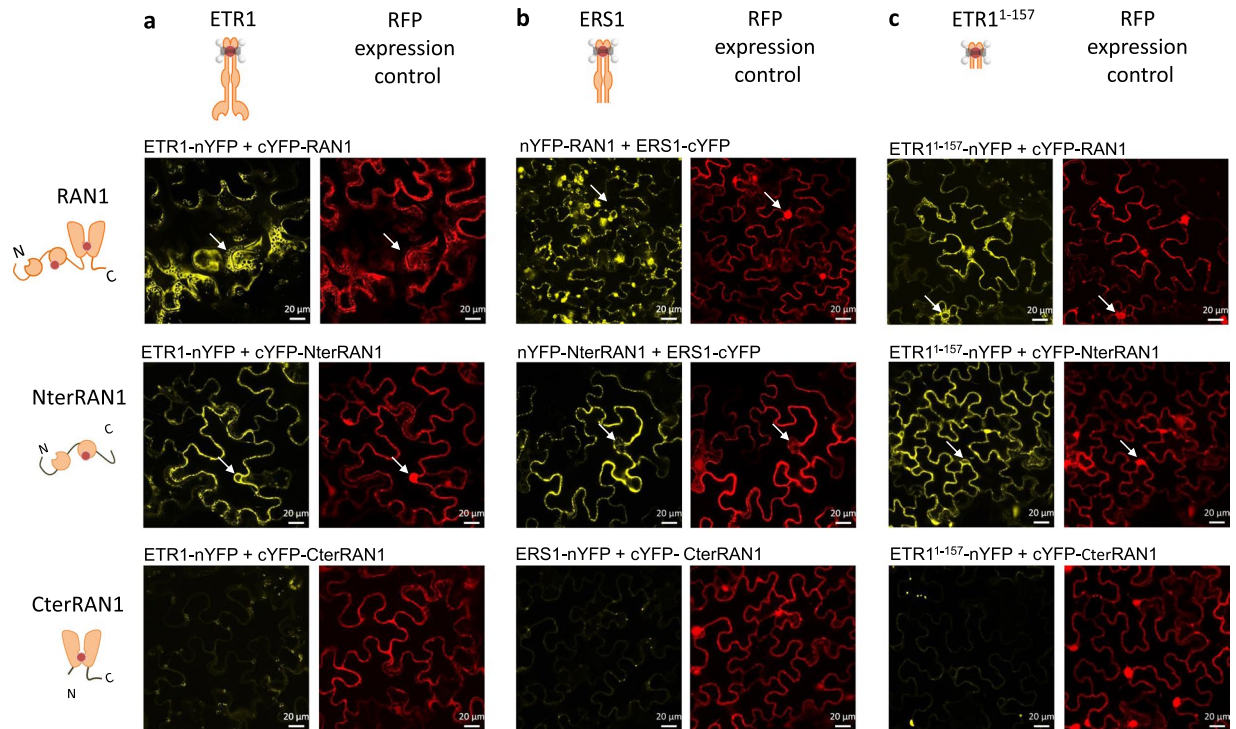 a
ETR1
RFP
expression
control
b
ERS1
RFP
expression
control
c
ETR1¹⁻¹⁵⁷
RFP
expression
control
RAN1
N
C
ETR1-nYFP + cYFP-RAN1
20 µm
20 µm
nYFP-RAN1 + ERS1-cYFP
20 µm
20 µm
ETR1¹⁻¹⁵⁷-nYFP + cYFP-RAN1
20 µm
20 µm
NterRAN1
N
C
ETR1-nYFP + cYFP-NterRAN1
20 µm
20 µm
nYFP-NterRAN1 + ERS1-cYFP
20 µm
20 µm
ETR1¹⁻¹⁵⁷-nYFP + cYFP-NterRAN1
20 µm
20 µm
CterRAN1
N
C
ETR1-nYFP + cYFP-CterRAN1
20 µm
20 µm
ERS1-nYFP + cYFP- CterRAN1
20 µm
20 µm
ETR1¹⁻¹⁵⁷-nYFP + cYFP-CterRAN1
20 µm
20 µm